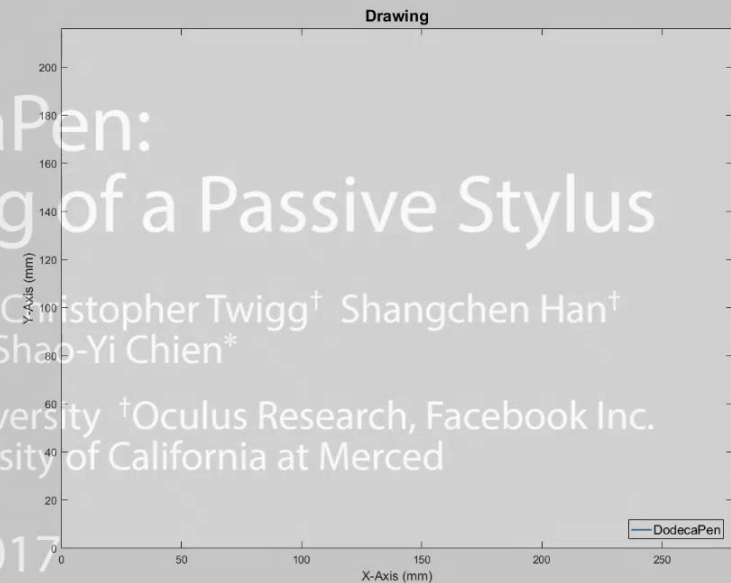 Drawing
200
180
aPen:
160
g of a Passive Stylus
140
120
Y-Axis (mm)
Christopher Twigg† Shangchen Han†
100
Shao-Yi Chien*
80
versity †Oculus Research, Facebook Inc.
60
sity of California at Merced
40
20
DodecaPen
017
0
0 50 100 150 200 250
X-Axis (mm)